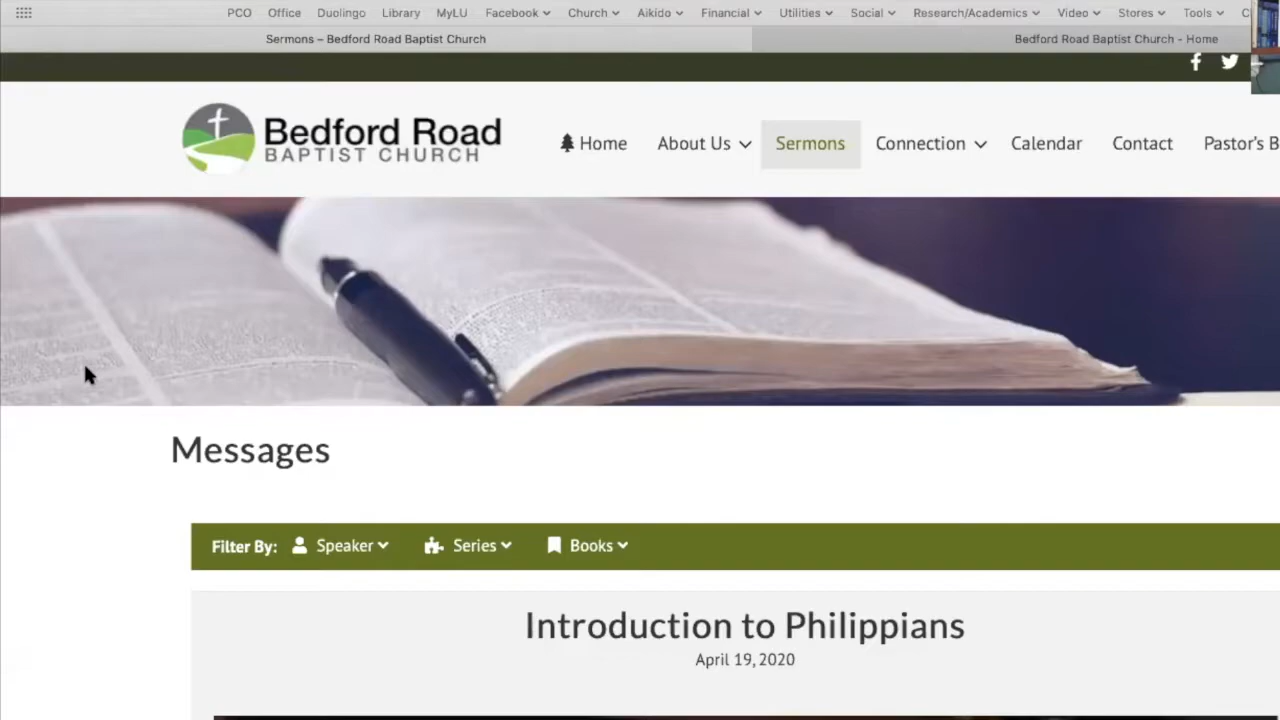 PCO Office Duolingo Library MyLU Facebook Church Aikido Financial Utilities Social Research/Academics Video Stores Tools
Sermons – Bedford Road Baptist Church Bedford Road Baptist Church - Home
Bedford Road
BAPTIST CHURCH
Home About Us Sermons Connection Calendar Contact Pastor's B
Messages
Filter By: Speaker Series Books
Introduction to Philippians
April 19, 2020